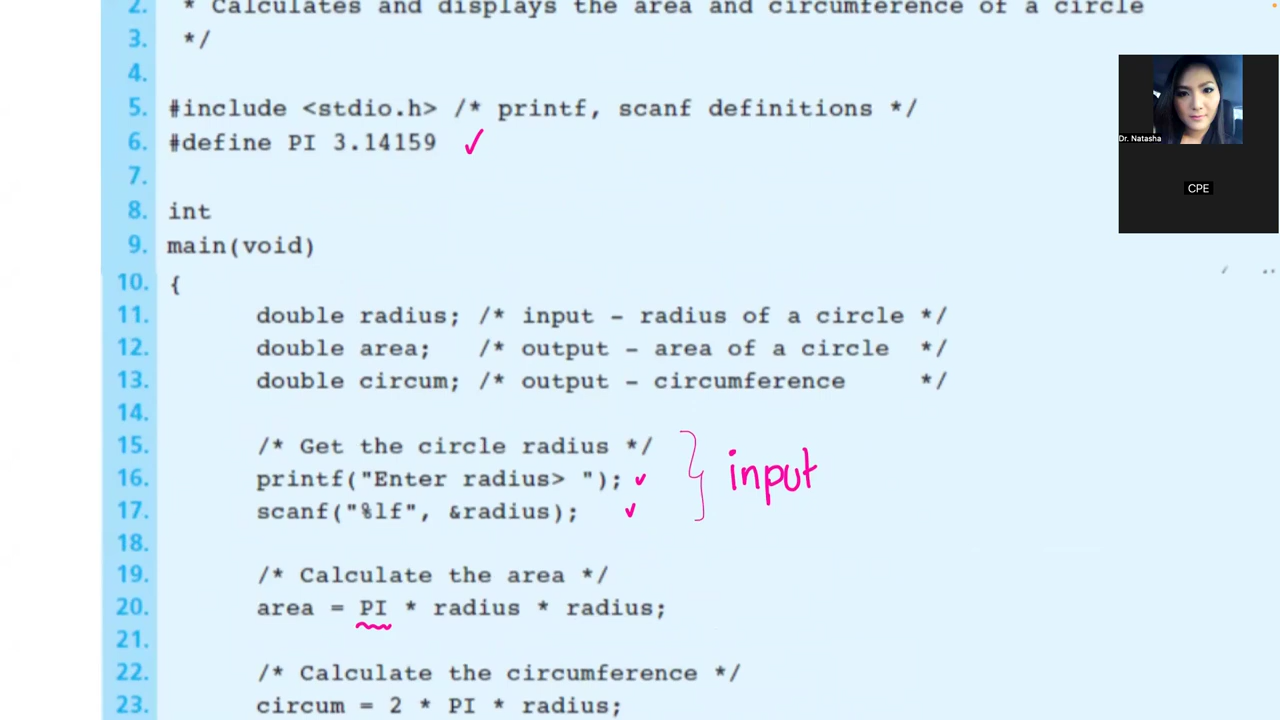 2. * Calculates and displays the area and circumference of a circle
3. */
4.
5. #include <stdio.h> /* printf, scanf definitions */
6. #define PI 3.14159
7.
8. int
9. main(void)
10. {
11. double radius; /* input - radius of a circle */
12. double area; /* output - area of a circle */
13. double circum; /* output - circumference */
14.
15. /* Get the circle radius */
16. printf("Enter radius> ");
17. scanf("%lf", &radius);
input
18.
19. /* Calculate the area */
20. area = PI * radius * radius;
21.
22. /* Calculate the circumference */
23. circum = 2 * PI * radius;
Dr. Natasha
CPE